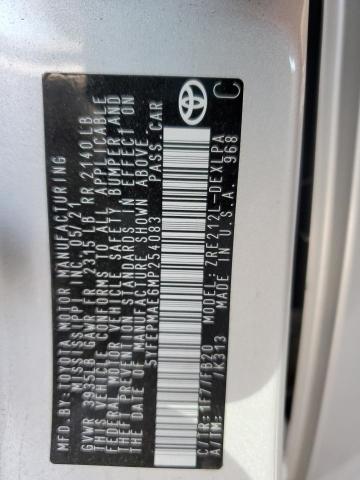 MFD.BY:TOYOTA MOTOR MANUFACTURING
MISSISSIPPI INC. 05/21
GVWR 3935LB GAWR FR 2315 LB RR 2140LB
THIS VEHICLE CONFORMS TO ALL APPLICABLE
FEDERAL MOTOR VEHICLE SAFETY BUMPER AND
THEFT PREVENTION STANDARDS IN EFFECT ON
THE DATE OF MANUFACTURE SHOWN ABOVE.
5YFEPMAE6MP254083 PASS.CAR
C/TR:1F7/FB20 MODEL:ZRE212L-DEXLPA
A/TM: /K313 MADE IN U.S.A. 968
TOYOTA
C